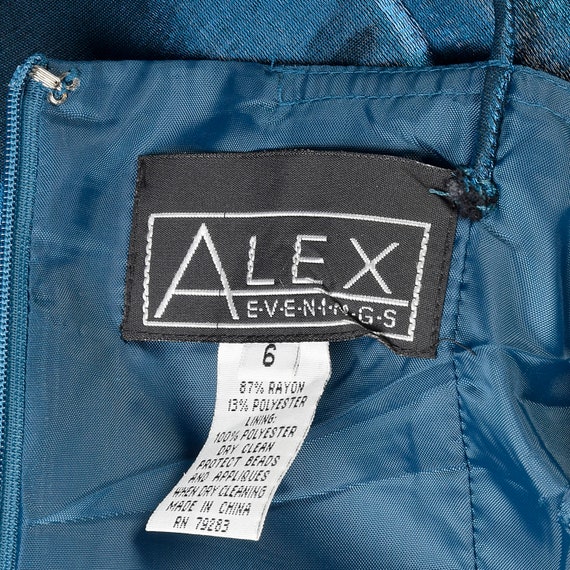 ALEX
E·V·E·N·I·N·G·S
6
87% RAYON
13% POLYESTER
LINING:
100% POLYESTER
DRY CLEAN
PROTECT BEADS
AND APPLIQUES
WHEN DRY CLEANING
MADE IN CHINA
RN 79283